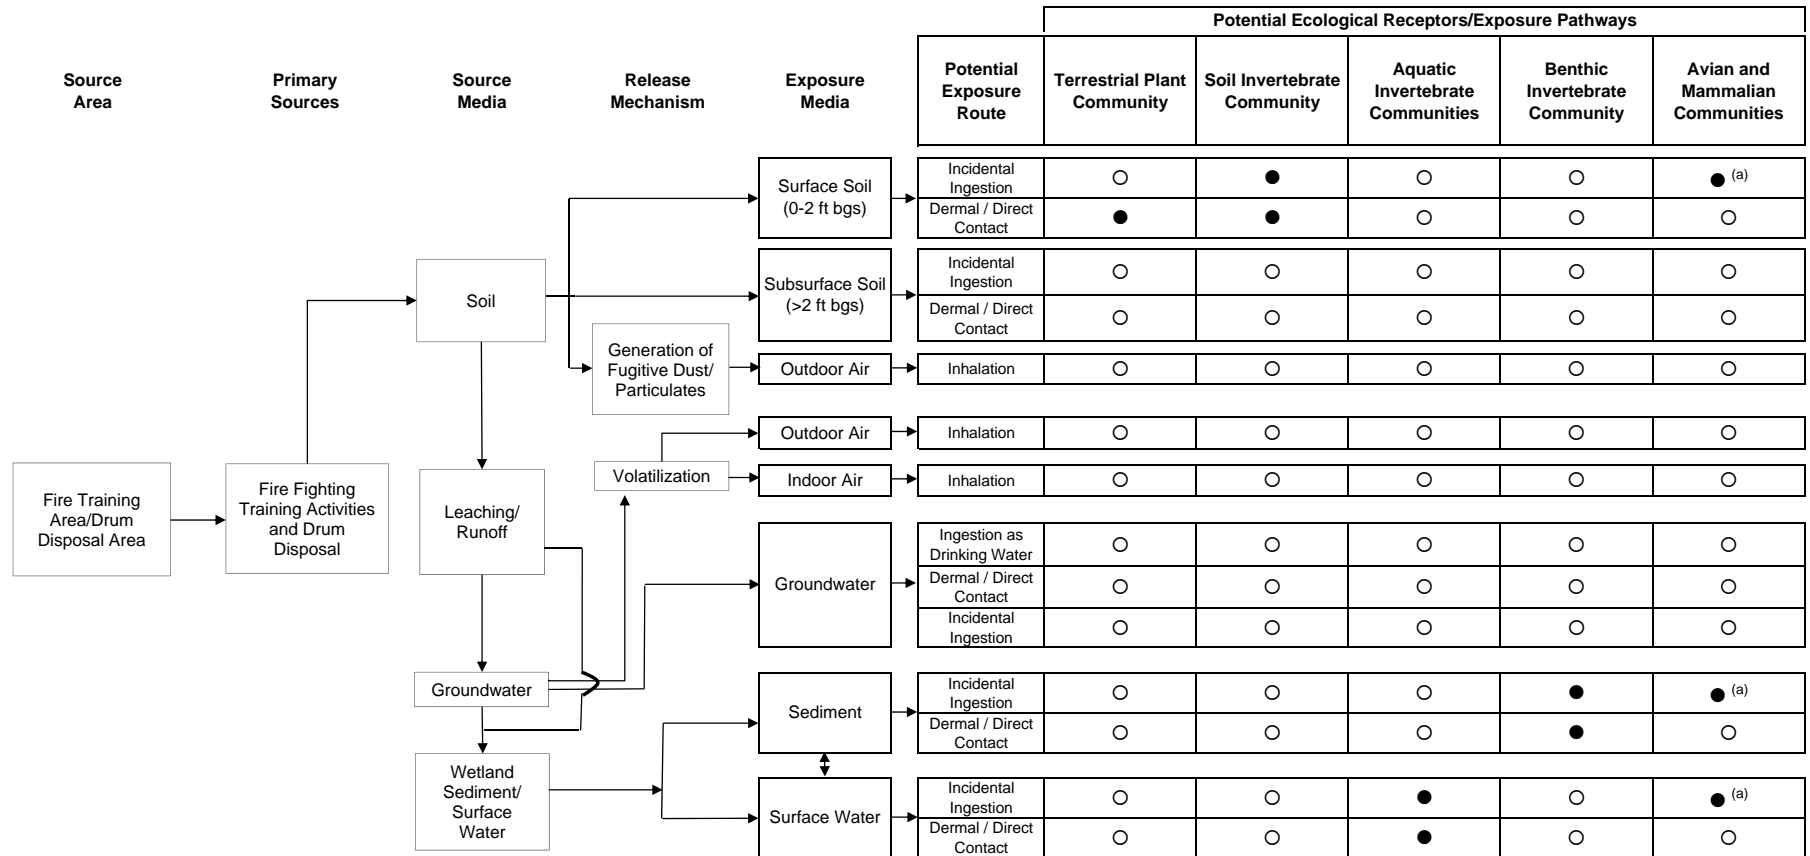 Potential Ecological Receptors/Exposure Pathways
Source
Area
Primary
Sources
Source
Media
Release
Mechanism
Exposure
Media
Potential
Exposure
Route
Terrestrial Plant
Community
Soil Invertebrate
Community
Aquatic
Invertebrate
Communities
Benthic
Invertebrate
Community
Avian and
Mammalian
Communities
Fire Training
Area/Drum
Disposal Area
Fire Fighting
Training Activities
and Drum
Disposal
Soil
Leaching/
Runoff
Groundwater
Wetland
Sediment/
Surface
Water
Generation of
Fugitive Dust/
Particulates
Volatilization
Surface Soil
(0-2 ft bgs)
Incidental
Ingestion
(a)
Dermal / Direct
Contact
Subsurface Soil
(>2 ft bgs)
Incidental
Ingestion
Dermal / Direct
Contact
Outdoor Air
Inhalation
Outdoor Air
Inhalation
Indoor Air
Inhalation
Groundwater
Ingestion as
Drinking Water
Dermal / Direct
Contact
Incidental
Ingestion
Sediment
Incidental
Ingestion
(a)
Dermal / Direct
Contact
Surface Water
Incidental
Ingestion
(a)
Dermal / Direct
Contact